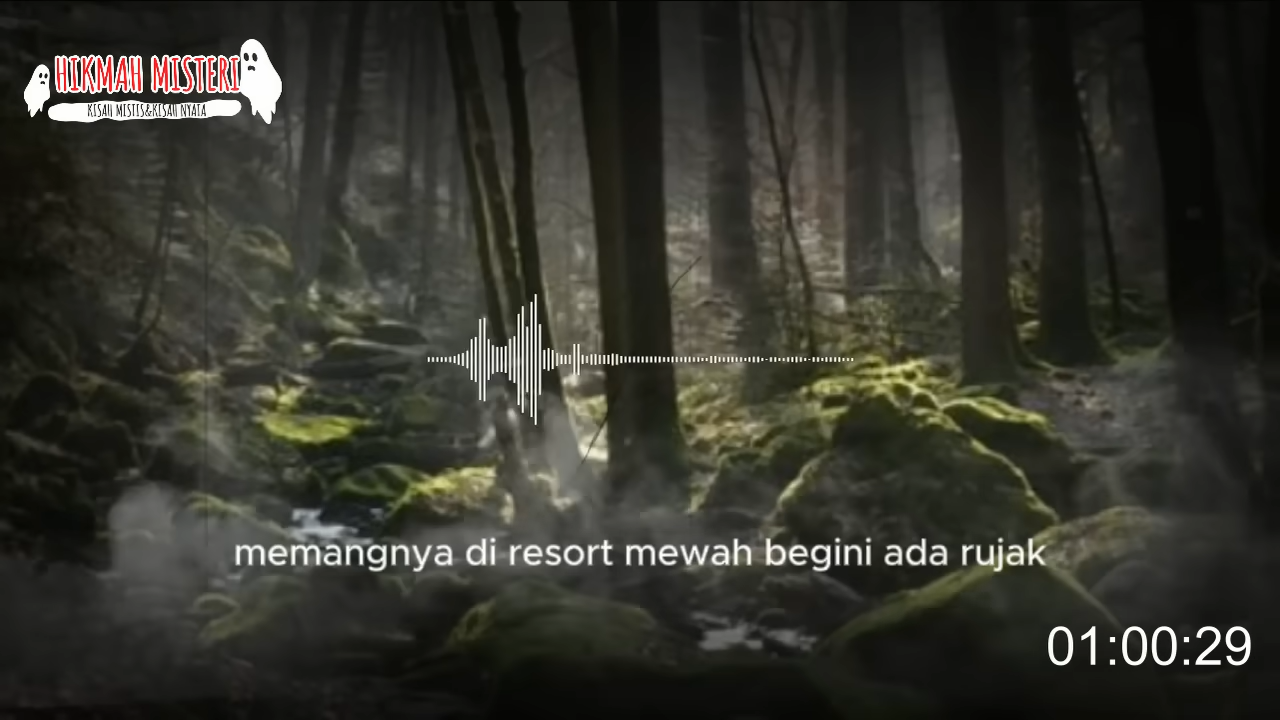 HIKMAH MISTERI
KISAH MISTIS&KISAH NYATA
memangnya di resort mewah begini ada rujak
01:00:29